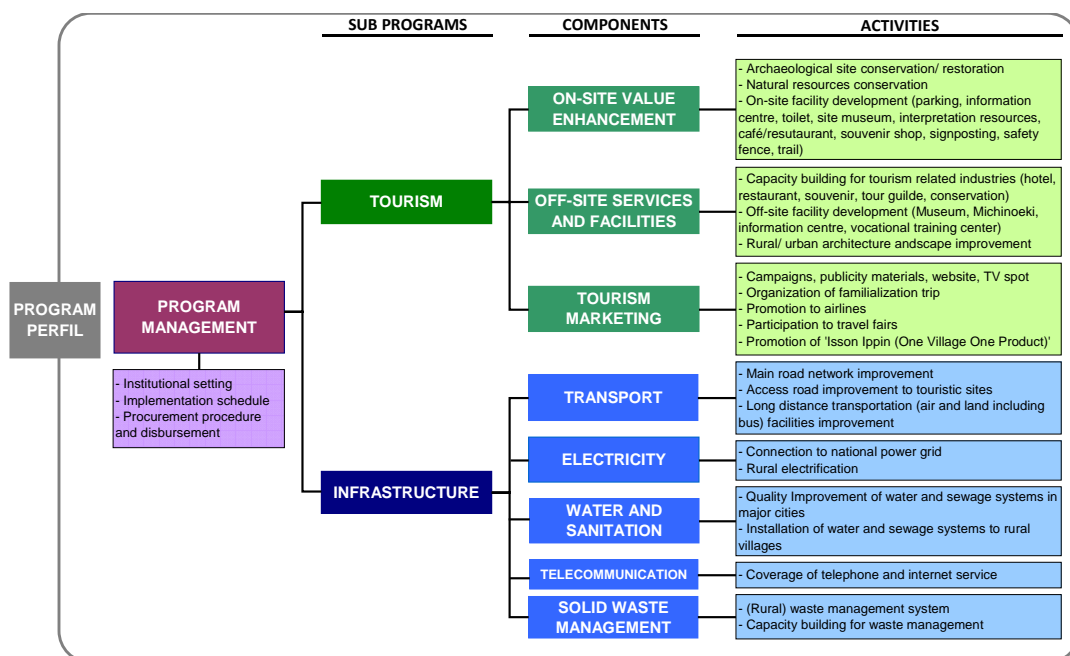 SUB PROGRAMS
COMPONENTS
ACTIVITIES
PROGRAM
PERFIL
PROGRAM
MANAGEMENT
- Institutional setting
- Implementation schedule
- Procurement procedure
and disbursement
TOURISM
ON-SITE VALUE
ENHANCEMENT
- Archaeological site conservation/ restoration
- Natural resources conservation
- On-site facility development (parking, information
centre, toilet, site museum, interpretation resources,
café/resutaurant, souvenir shop, signposting, safety
fence, trail)
OFF-SITE SERVICES
AND FACILITIES
- Capacity building for tourism related industries (hotel,
restaurant, souvenir, tour guilde, conservation)
- Off-site facility development (Museum, Michinoeki,
information centre, vocational training center)
- Rural/ urban architecture andscape improvement
TOURISM
MARKETING
- Campaigns, publicity materials, website, TV spot
- Organization of familialization trip
- Promotion to airlines
- Participation to travel fairs
- Promotion of 'Isson Ippin (One Village One Product)'
INFRASTRUCTURE
TRANSPORT
- Main road network improvement
- Access road improvement to touristic sites
- Long distance transportation (air and land including
bus) facilities improvement
ELECTRICITY
- Connection to national power grid
- Rural electrification
WATER AND
SANITATION
- Quality Improvement of water and sewage systems in
major cities
- Installation of water and sewage systems to rural
villages
TELECOMMUNICATION
- Coverage of telephone and internet service
SOLID WASTE
MANAGEMENT
- (Rural) waste management system
- Capacity building for waste management